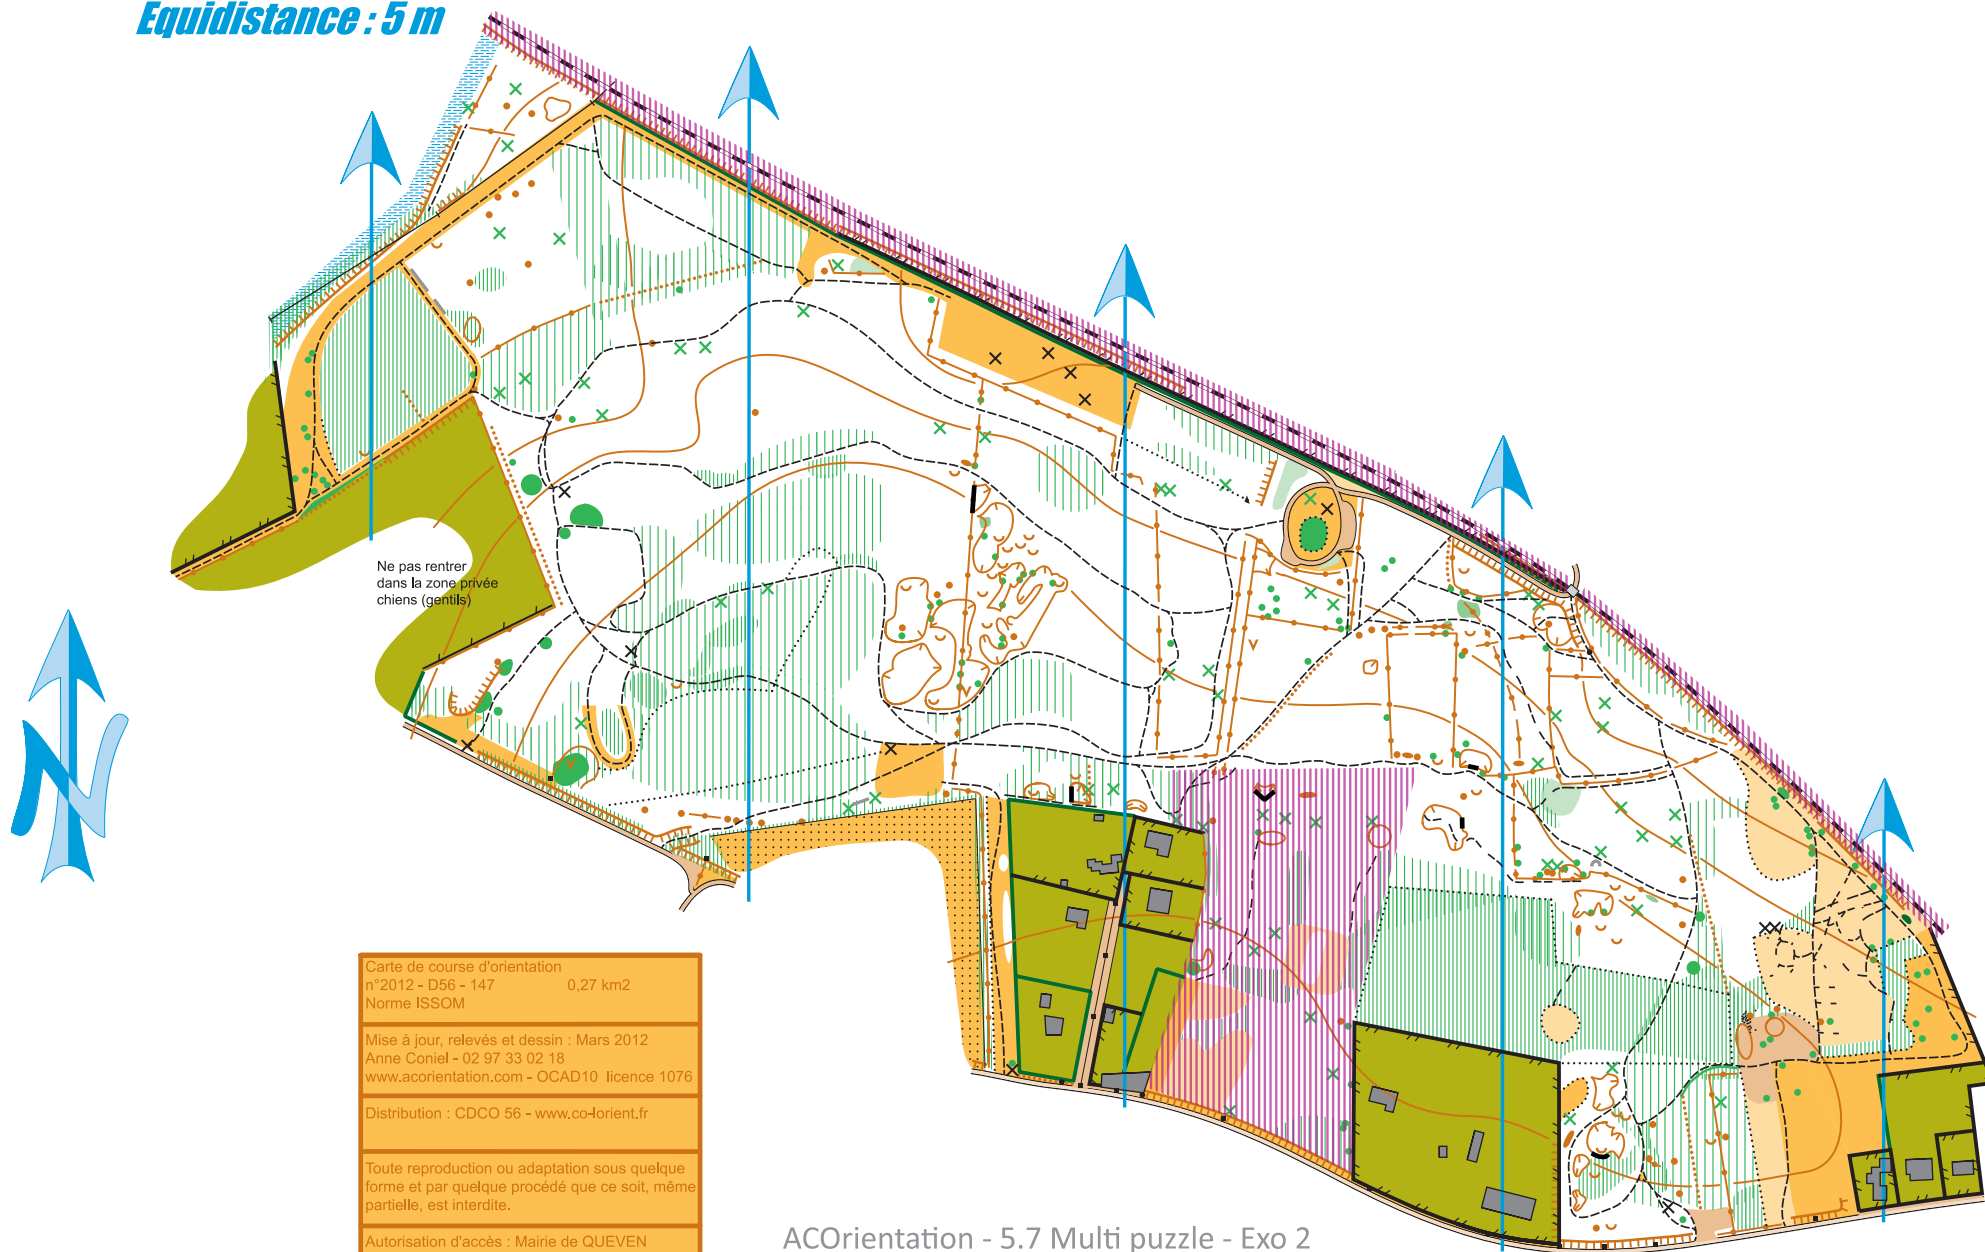 Equidistance : 5 m
Ne pas rentrer
dans la zone privée
chiens (gentils)
N
Carte de course d'orientation
n°2012 - D56 - 147 0,27 km2
Norme ISSOM
Mise à jour, relevés et dessin : Mars 2012
Anne Coniel - 02 97 33 02 18
www.acorientation.com - OCAD10 licence 1076
Distribution : CDCO 56 - www.co-lorient.fr
Toute reproduction ou adaptation sous quelque
forme et par quelque procédé que ce soit, même
partielle, est interdite.
Autorisation d'accès : Mairie de QUEVEN
ACOrientation - 5.7 Multi puzzle - Exo 2